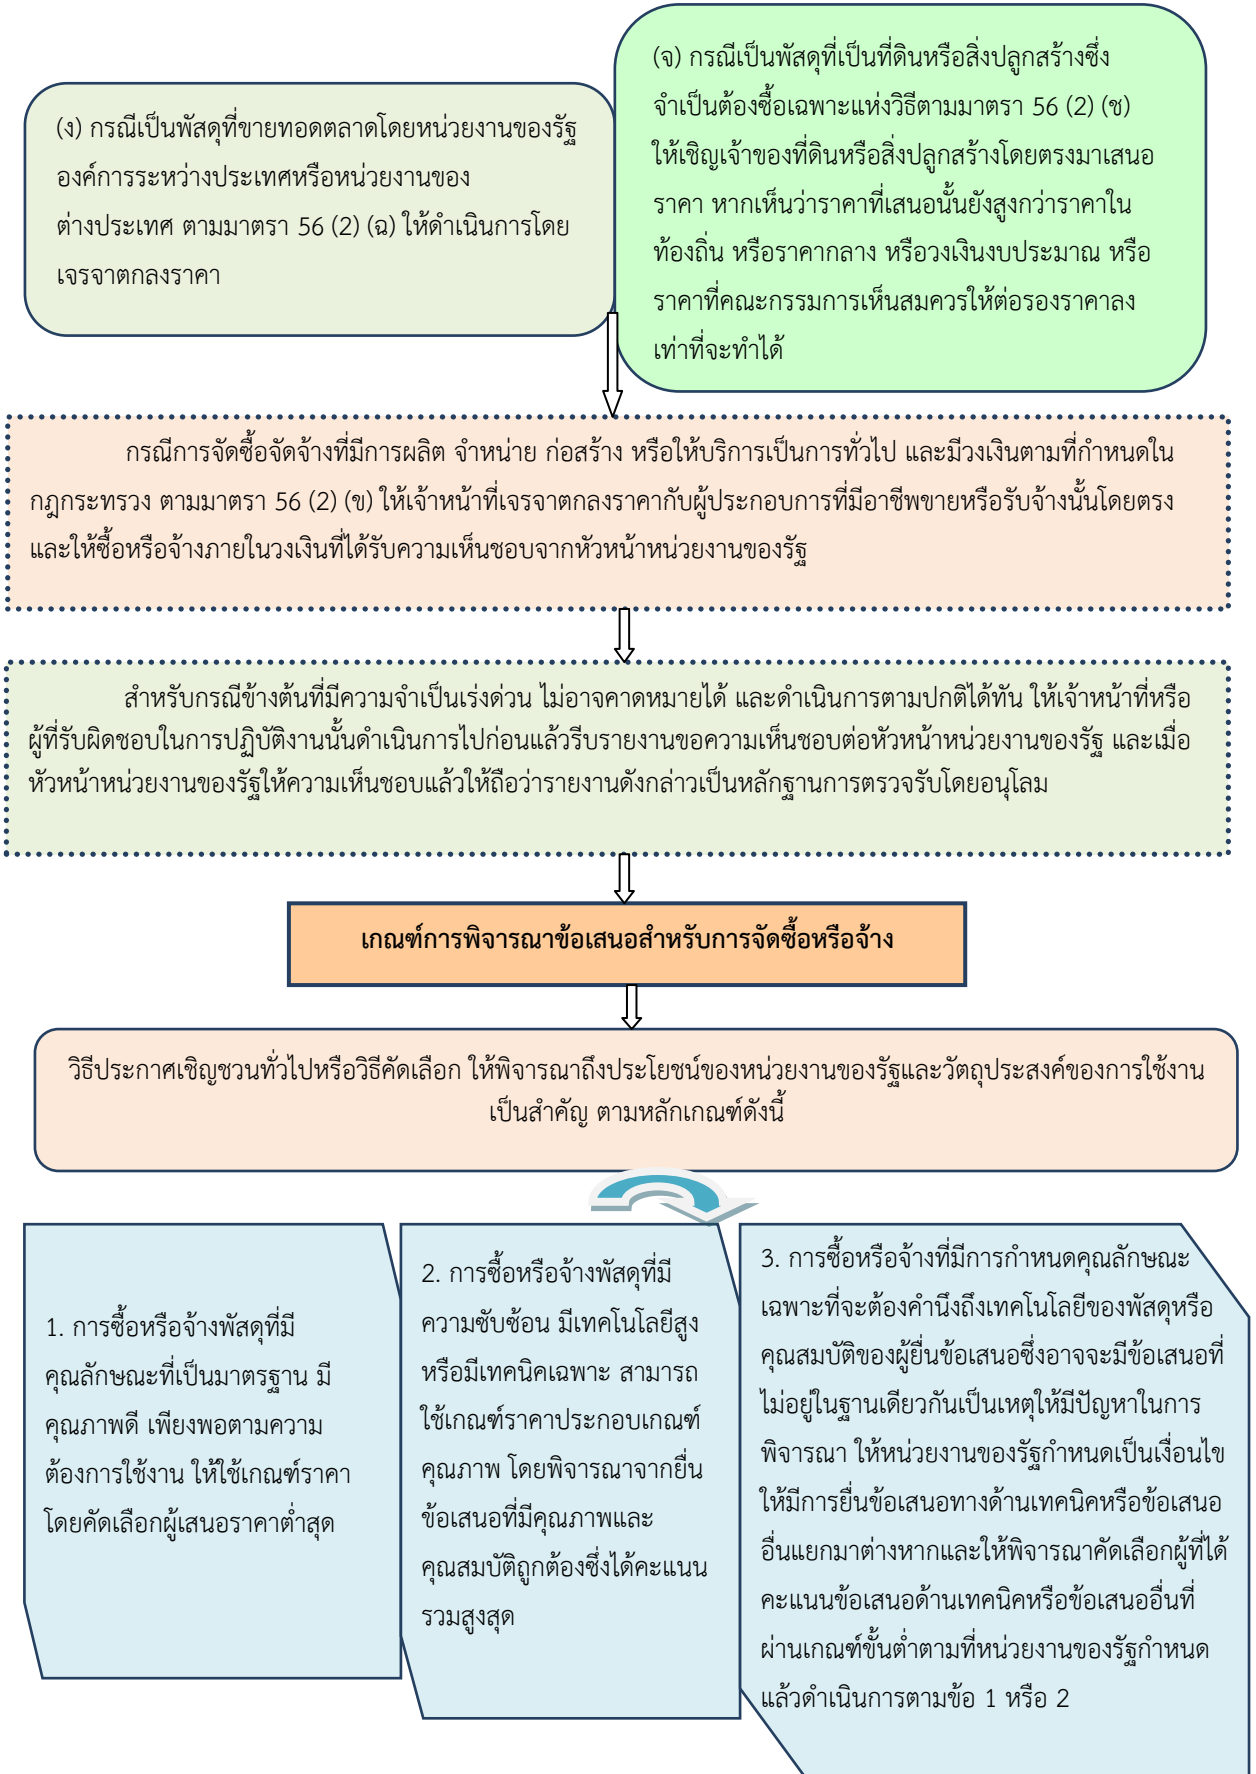 (ง) กรณีเป็นพัสดุที่ขายทอดตลาดโดยหน่วยงานของรัฐ
องค์การระหว่างประเทศหรือหน่วยงานของ
ต่างประเทศ ตามมาตรา 56 (2) (ฉ) ให้ดำเนินการโดย
เจรจาตกลงราคา
(จ) กรณีเป็นพัสดุที่เป็นที่ดินหรือสิ่งปลูกสร้างซึ่ง
จำเป็นต้องซื้อเฉพาะแห่งวิธีตามมาตรา 56 (2) (ช)
ให้เชิญเจ้าของที่ดินหรือสิ่งปลูกสร้างโดยตรงมาเสนอ
ราคา หากเห็นว่าราคาที่เสนอนั้นยังสูงกว่าราคาใน
ท้องถิ่น หรือราคากลาง หรือวงเงินงบประมาณ หรือ
ราคาที่คณะกรรมการเห็นสมควรให้ต่อรองราคาลง
เท่าที่จะทำได้
กรณีการจัดซื้อจัดจ้างที่มีการผลิต จำหน่าย ก่อสร้าง หรือให้บริการเป็นการทั่วไป และมีวงเงินตามที่กำหนดใน
กฎกระทรวง ตามมาตรา 56 (2) (ข) ให้เจ้าหน้าที่เจรจาตกลงราคากับผู้ประกอบการที่มีอาชีพขายหรือรับจ้างนั้นโดยตรง
และให้ซื้อหรือจ้างภายในวงเงินที่ได้รับความเห็นชอบจากหัวหน้าหน่วยงานของรัฐ
สำหรับกรณีข้างต้นที่มีความจำเป็นเร่งด่วน ไม่อาจคาดหมายได้ และดำเนินการตามปกติได้ทัน ให้เจ้าหน้าที่หรือ
ผู้ที่รับผิดชอบในการปฏิบัติงานนั้นดำเนินการไปก่อนแล้วรีบรายงานขอความเห็นชอบต่อหัวหน้าหน่วยงานของรัฐ และเมื่อ
หัวหน้าหน่วยงานของรัฐให้ความเห็นชอบแล้วให้ถือว่ารายงานดังกล่าวเป็นหลักฐานการตรวจรับโดยอนุโลม
เกณฑ์การพิจารณาข้อเสนอสำหรับการจัดซื้อหรือจ้าง
วิธีประกาศเชิญชวนทั่วไปหรือวิธีคัดเลือก ให้พิจารณาถึงประโยชน์ของหน่วยงานของรัฐและวัตถุประสงค์ของการใช้งาน
เป็นสำคัญ ตามหลักเกณฑ์ดังนี้
1. การซื้อหรือจ้างพัสดุที่มี
คุณลักษณะที่เป็นมาตรฐาน มี
คุณภาพดี เพียงพอตามความ
ต้องการใช้งาน ให้ใช้เกณฑ์ราคา
โดยคัดเลือกผู้เสนอราคาต่ำสุด
2. การซื้อหรือจ้างพัสดุที่มี
ความซับซ้อน มีเทคโนโลยีสูง
หรือมีเทคนิคเฉพาะ สามารถ
ใช้เกณฑ์ราคาประกอบเกณฑ์
คุณภาพ โดยพิจารณาจากยื่น
ข้อเสนอที่มีคุณภาพและ
คุณสมบัติถูกต้องซึ่งได้คะแนน
รวมสูงสุด
3. การซื้อหรือจ้างที่มีการกำหนดคุณลักษณะ
เฉพาะที่จะต้องคำนึงถึงเทคโนโลยีของพัสดุหรือ
คุณสมบัติของผู้ยื่นข้อเสนอซึ่งอาจจะมีข้อเสนอที่
ไม่อยู่ในฐานเดียวกันเป็นเหตุให้มีปัญหาในการ
พิจารณา ให้หน่วยงานของรัฐกำหนดเป็นเงื่อนไข
ให้มีการยื่นข้อเสนอทางด้านเทคนิคหรือข้อเสนอ
อื่นแยกมาต่างหากและให้พิจารณาคัดเลือกผู้ที่ได้
คะแนนข้อเสนอด้านเทคนิคหรือข้อเสนออื่นที่
ผ่านเกณฑ์ขั้นต่ำตามที่หน่วยงานของรัฐกำหนด
แล้วดำเนินการตามข้อ 1 หรือ 2